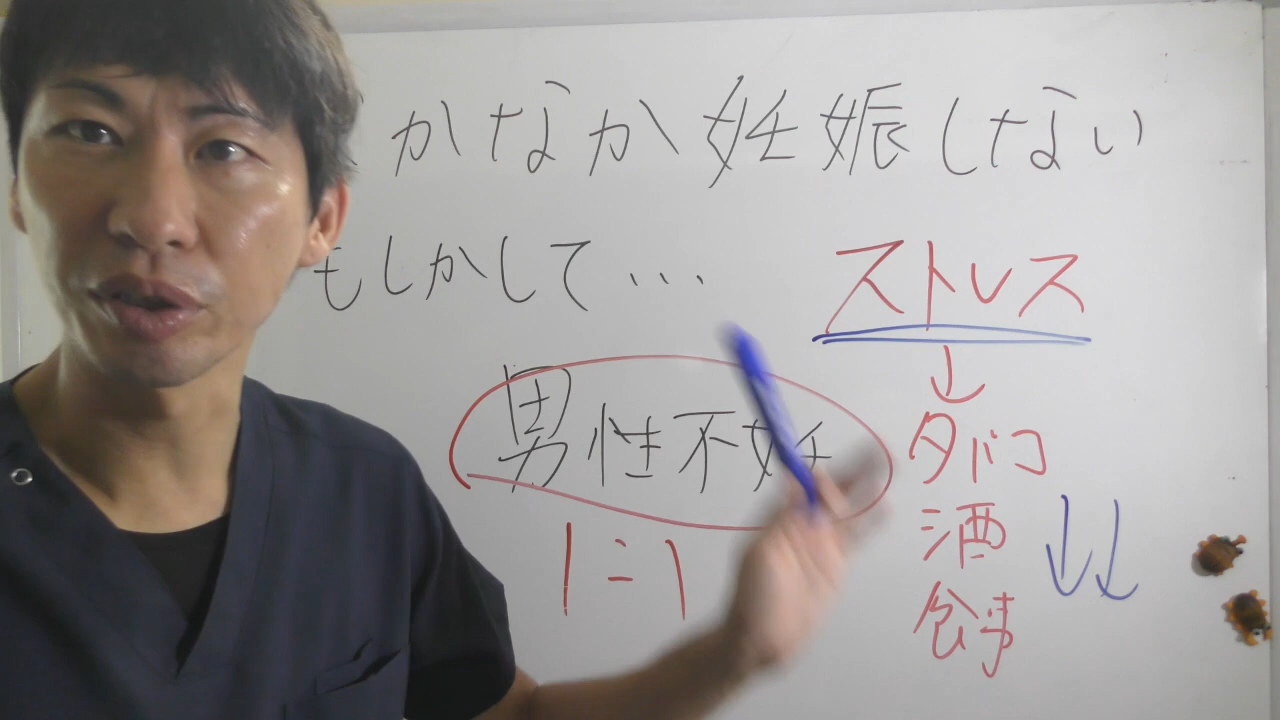 かなか妊娠しない
もしかして...
ストレス
↓
男性不妊
タバコ
酒 ↓↓
食事
1:1